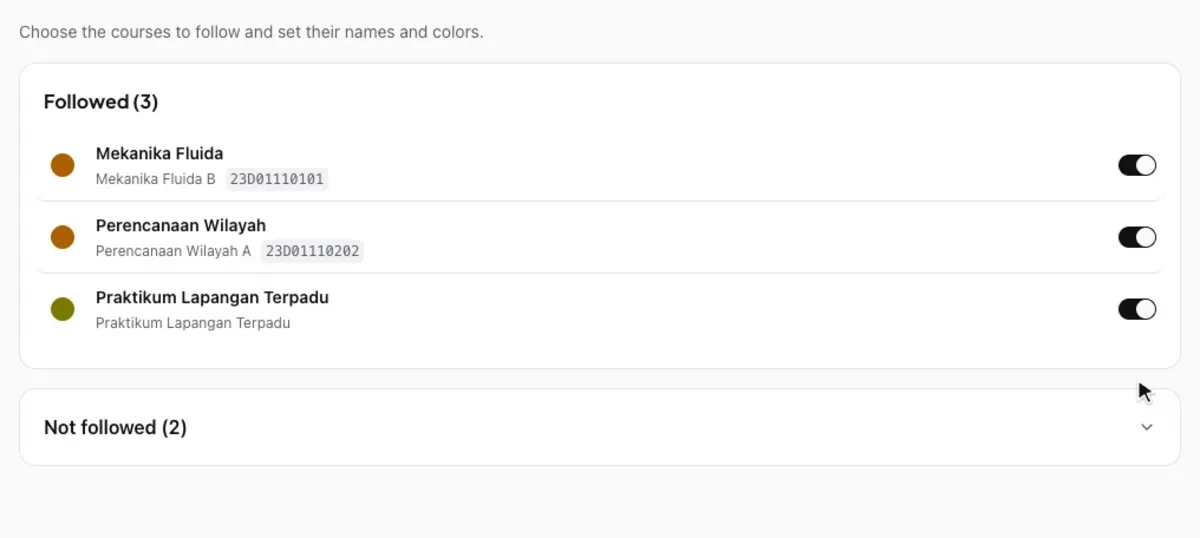 Choose the courses to follow and set their names and colors.
Followed (3)
Mekanika Fluida
Mekanika Fluida B 23D01110101
Perencanaan Wilayah
Perencanaan Wilayah A 23D01110202
Praktikum Lapangan Terpadu
Praktikum Lapangan Terpadu
Not followed (2)